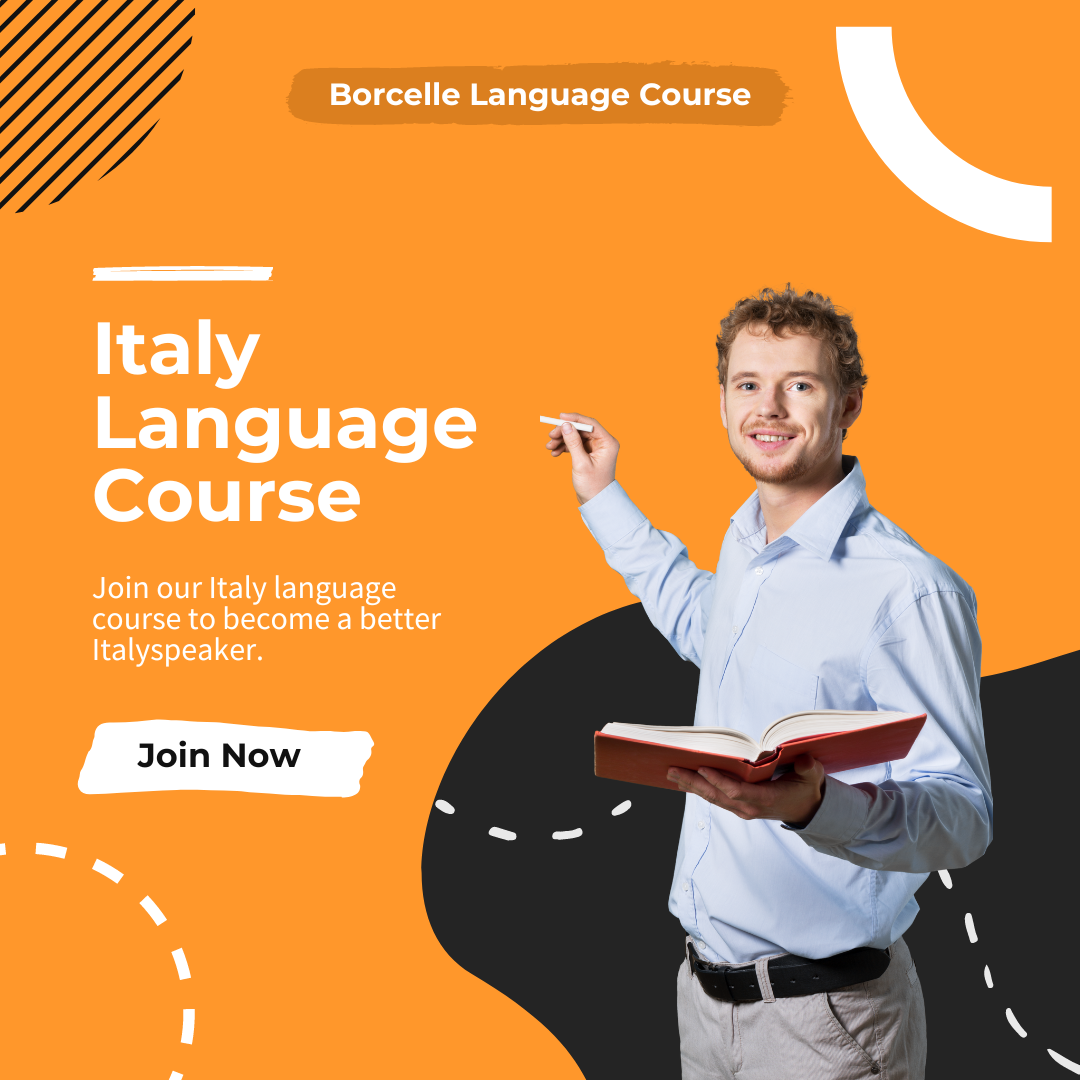 Borcelle Language Course
Italy
Language
Course
Join our Italy language
course to become a better
Italyspeaker.
Join Now